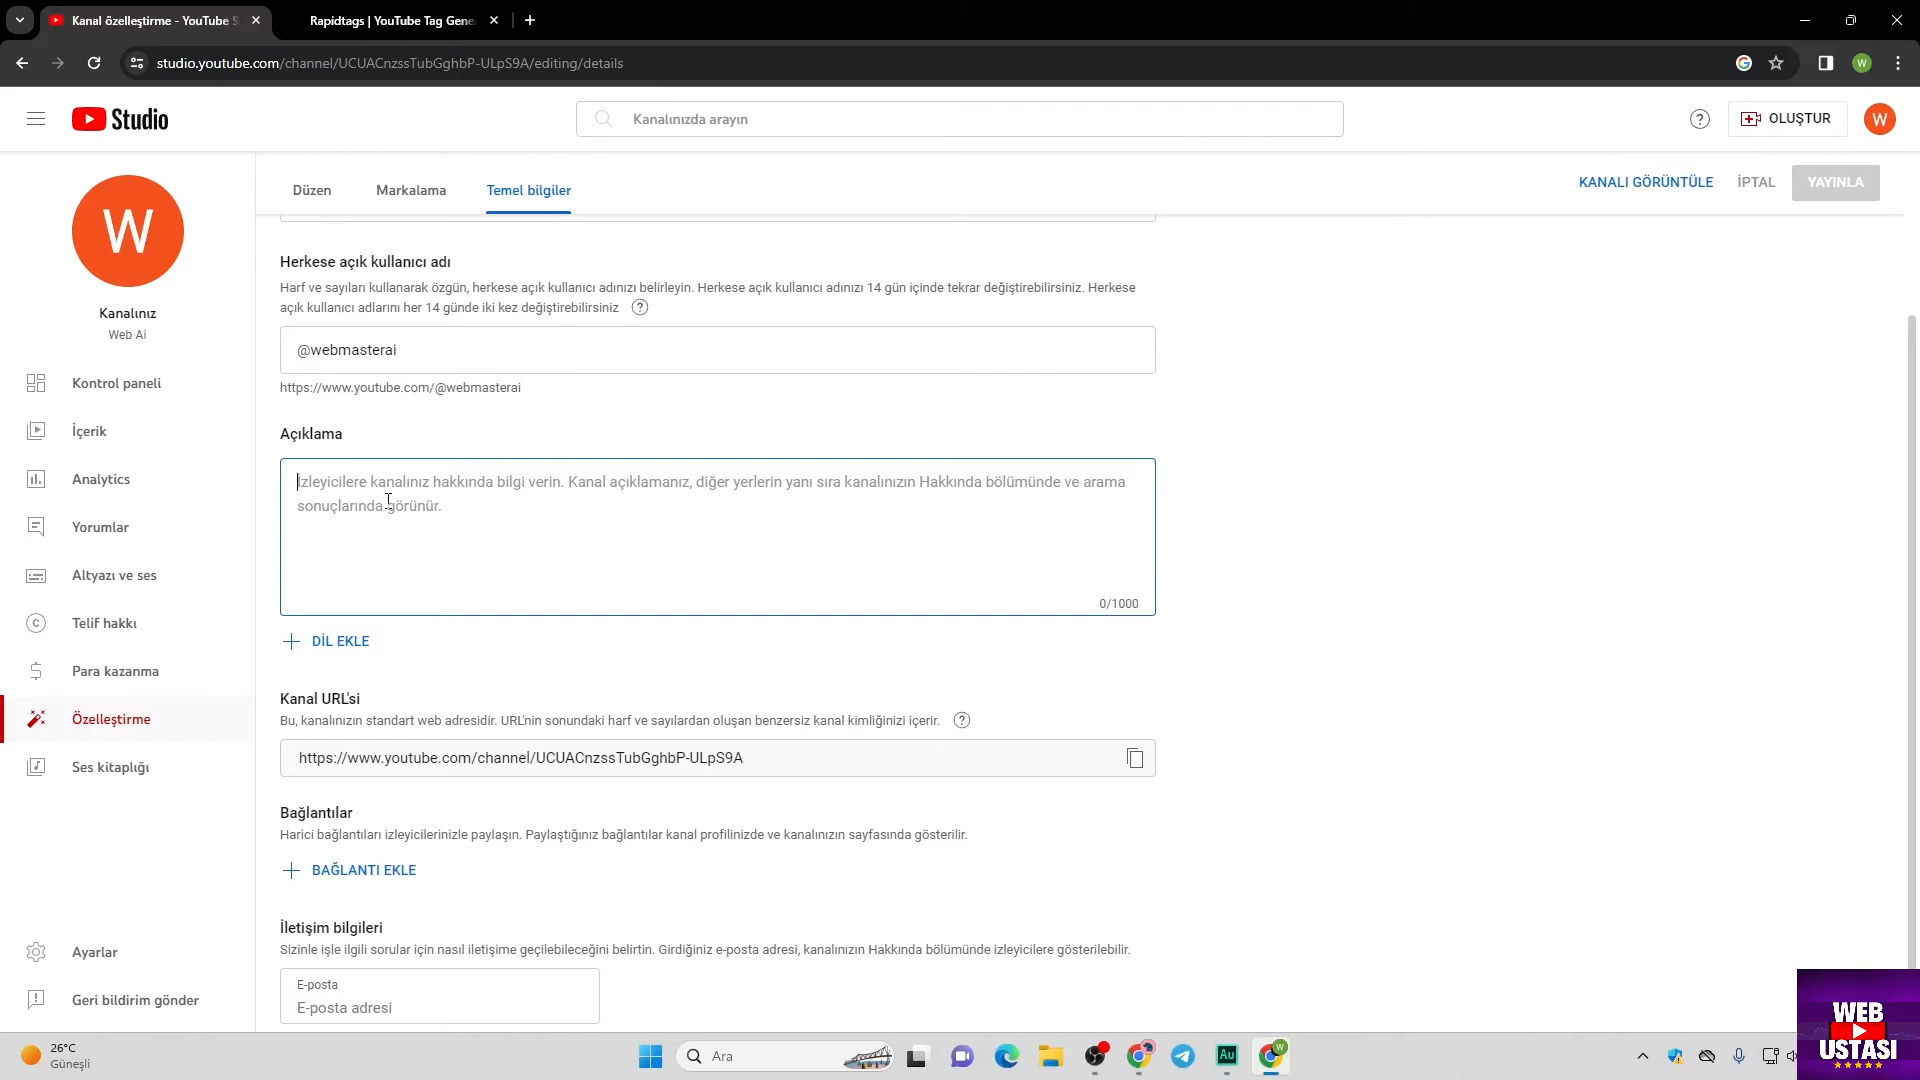 Kanal özelleştirme - YouTube S
Rapidtags | YouTube Tag Gene
studio.youtube.com/channel/UCUACnzssTubGghbP-ULpS9A/editing/details
W
Studio
Kanalınızda arayın
OLUŞTUR
W
W
Kanalınız
Web Ai
Kontrol paneli
İçerik
Analytics
Yorumlar
Altyazı ve ses
Telif hakkı
Para kazanma
Özelleştirme
Ses kitaplığı
Ayarlar
Geri bildirim gönder
Düzen
Markalama
Temel bilgiler
KANALI GÖRÜNTÜLE
İPTAL
YAYINLA
Herkese açık kullanıcı adı
Harf ve sayıları kullanarak özgün, herkese açık kullanıcı adınızı belirleyin. Herkese açık kullanıcı adınızı 14 gün içinde tekrar değiştirebilirsiniz. Herkese
açık kullanıcı adlarını her 14 günde iki kez değiştirebilirsiniz
@webmasterai
https://www.youtube.com/@webmasterai
Açıklama
İzleyicilere kanalınız hakkında bilgi verin. Kanal açıklamanız, diğer yerlerin yanı sıra kanalınızın Hakkında bölümünde ve arama
sonuçlarında görünür.
0/1000
DİL EKLE
Kanal URL'si
Bu, kanalınızın standart web adresidir. URL'nin sonundaki harf ve sayılardan oluşan benzersiz kanal kimliğinizi içerir.
https://www.youtube.com/channel/UCUACnzssTubGghbP-ULpS9A
Bağlantılar
Harici bağlantıları izleyicilerinizle paylaşın. Paylaştığınız bağlantılar kanal profilinizde ve kanalınızın sayfasında gösterilir.
BAĞLANTI EKLE
İletişim bilgileri
Sizinle işle ilgili sorular için nasıl iletişime geçilebileceğini belirtin. Girdiğiniz e-posta adresi, kanalınızın Hakkında bölümünde izleyicilere gösterilebilir.
E-posta
E-posta adresi
WEB
USTASI
26°C
Güneşli
Ara
Au
W